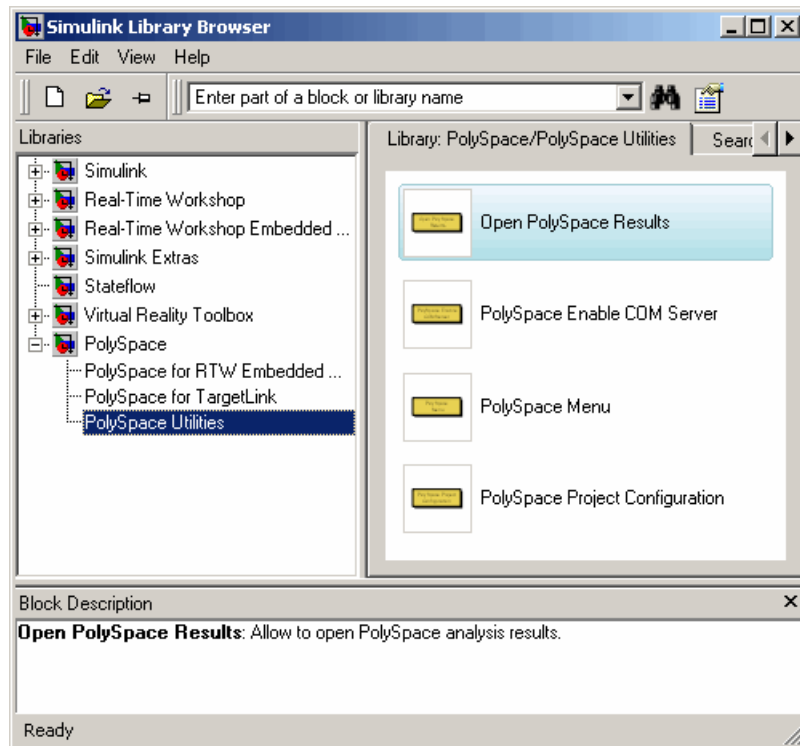 Simulink Library Browser
File Edit View Help
Enter part of a block or library name
Libraries
Library: PolySpace/PolySpace Utilities
Searc
Simulink
Real-Time Workshop
Real-Time Workshop Embedded ...
Simulink Extras
Stateflow
Virtual Reality Toolbox
PolySpace
PolySpace for RTW Embedded ...
PolySpace for TargetLink
PolySpace Utilities
Open PolySpace Results
PolySpace Enable COM Server
PolySpace Menu
PolySpace Project Configuration
Block Description
Open PolySpace Results: Allow to open PolySpace analysis results.
Ready